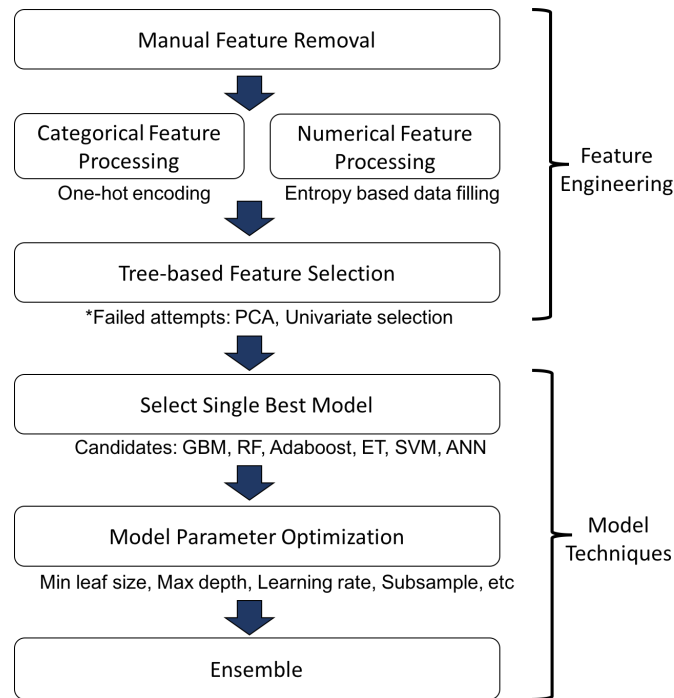 Manual Feature Removal
Categorical Feature
Processing
Numerical Feature
Processing
One-hot encoding
Entropy based data filling
Tree-based Feature Selection
*Failed attempts: PCA, Univariate selection
Feature
Engineering
Select Single Best Model
Candidates: GBM, RF, Adaboost, ET, SVM, ANN
Model Parameter Optimization
Min leaf size, Max depth, Learning rate, Subsample, etc
Ensemble
Model
Techniques